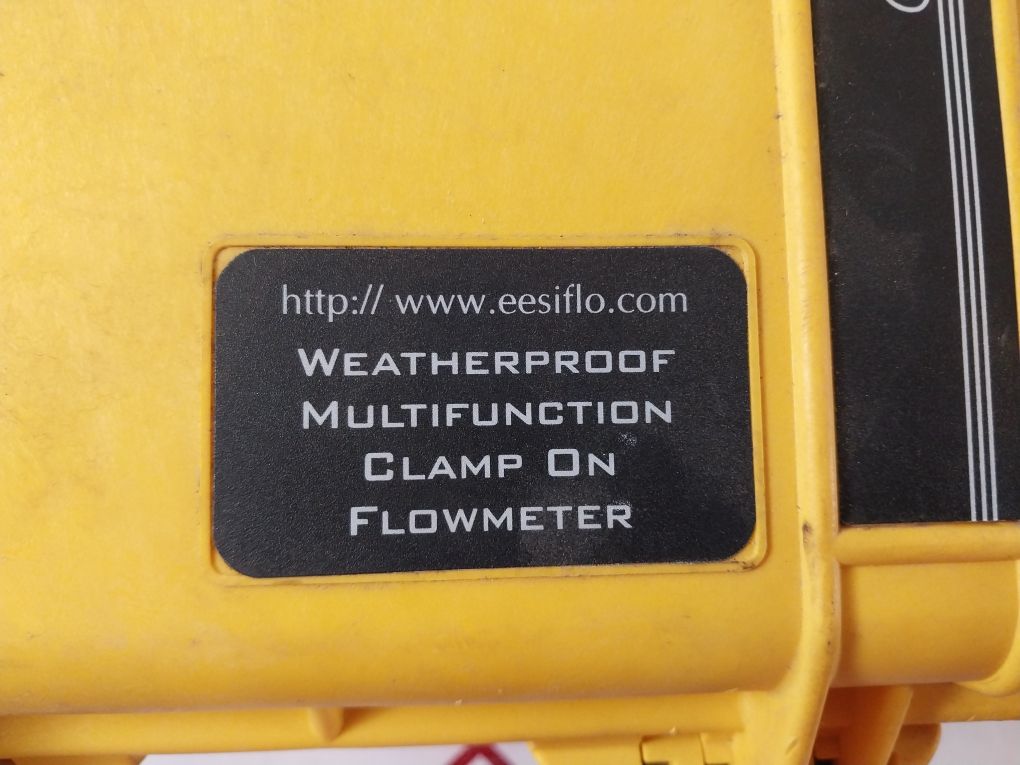 http:// www.eesiflo.com
WEATHERPROOF
MULTIFUNCTION
CLAMP ON
FLOWMETER